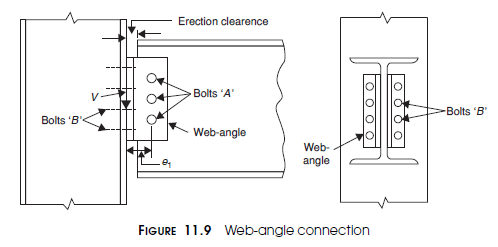 Erection clearence
V
Bolts 'A'
Bolts 'B'
Web-angle
e1
Bolts 'B'
Web-
angle
FIGURE 11.9 Web-angle connection